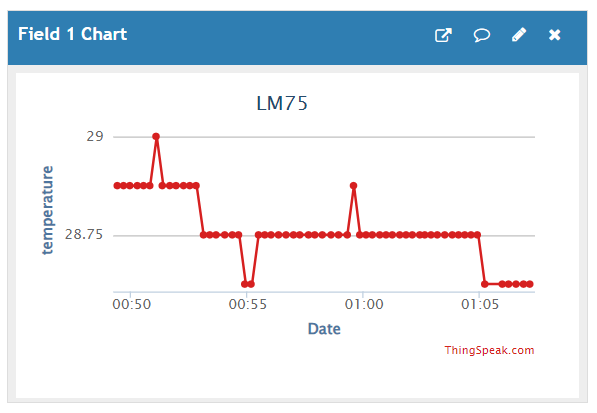 Field 1 Chart
LM75
29
28.75
temperature
00:50 00:55 01:00 01:05
Date
ThingSpeak.com